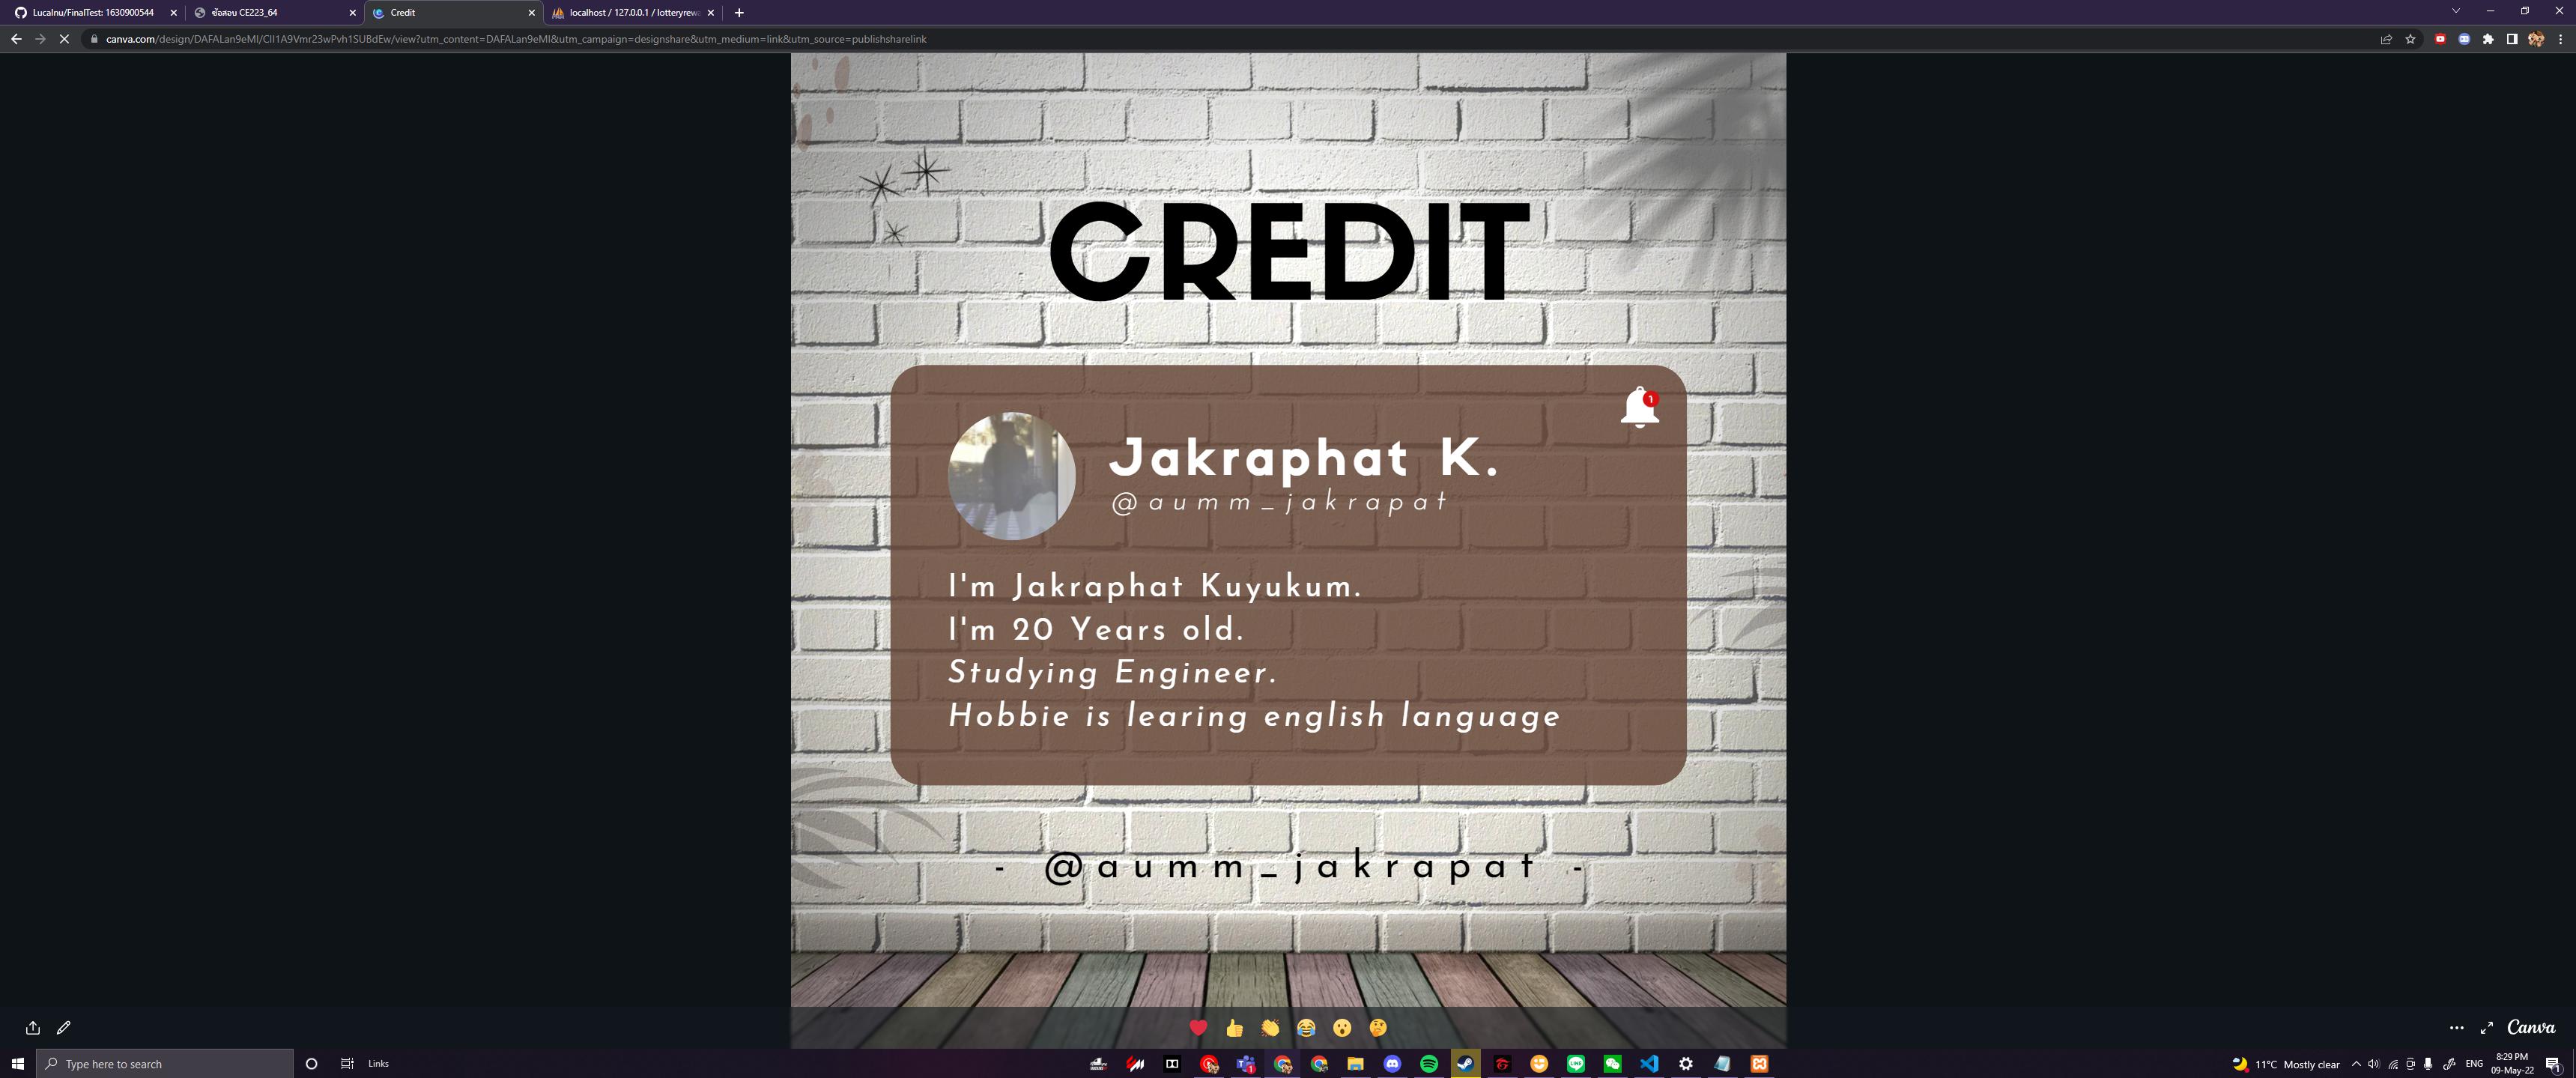 LucaInu/FinalTest: 1630900544
ข้อสอบ CE223_64
Credit
localhost / 127.0.0.1 / lotteryrew
canva.com/design/DAFALan9eMI/CII1A9Vmr23wPvh1SUBdEw/view?utm_content=DAFALan9eMI&utm_campaign=designshare&utm_medium=link&utm_source=publishsharelink
CREDIT
1
Jakraphat K.
@aumm_jakrapat
I'm Jakraphat Kuyukum.
I'm 20 Years old.
Studying Engineer.
Hobbie is learing english language
- @aumm_jakrapat -
Canva
Type here to search
Links
11°C Mostly clear
ENG
8:29 PM
09-May-22